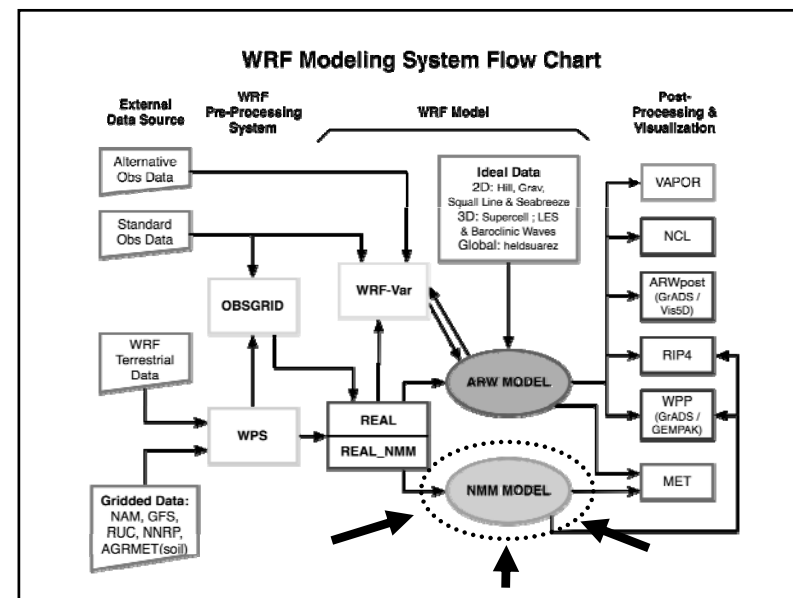 WRF Modeling System Flow Chart
External
Data Source
WRF
Pre-Processing
System
WRF Model
Post-
Processing &
Visualization
Alternative
Obs Data
Standard
Obs Data
WRF
Terrestrial
Data
Gridded Data:
NAM, GFS,
RUC, NNRP,
AGRMET(soil)
OBSGRID
WPS
WRF-Var
REAL
REAL_NMM
Ideal Data
2D: Hill, Grav,
Squall Line & Seabreeze
3D: Supercell ; LES
& Baroclinic Waves
Global: heldsuarez
ARW MODEL
NMM MODEL
VAPOR
NCL
ARWpost
(GrADS /
Vis5D)
RIP4
WPP
(GrADS /
GEMPAK)
MET